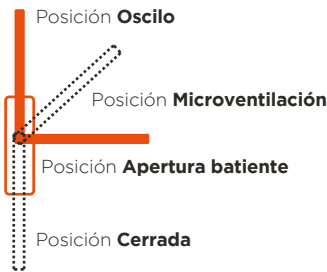 Posición Oscilo
Posición Microventilación
Posición Apertura batiente
Posición Cerrada